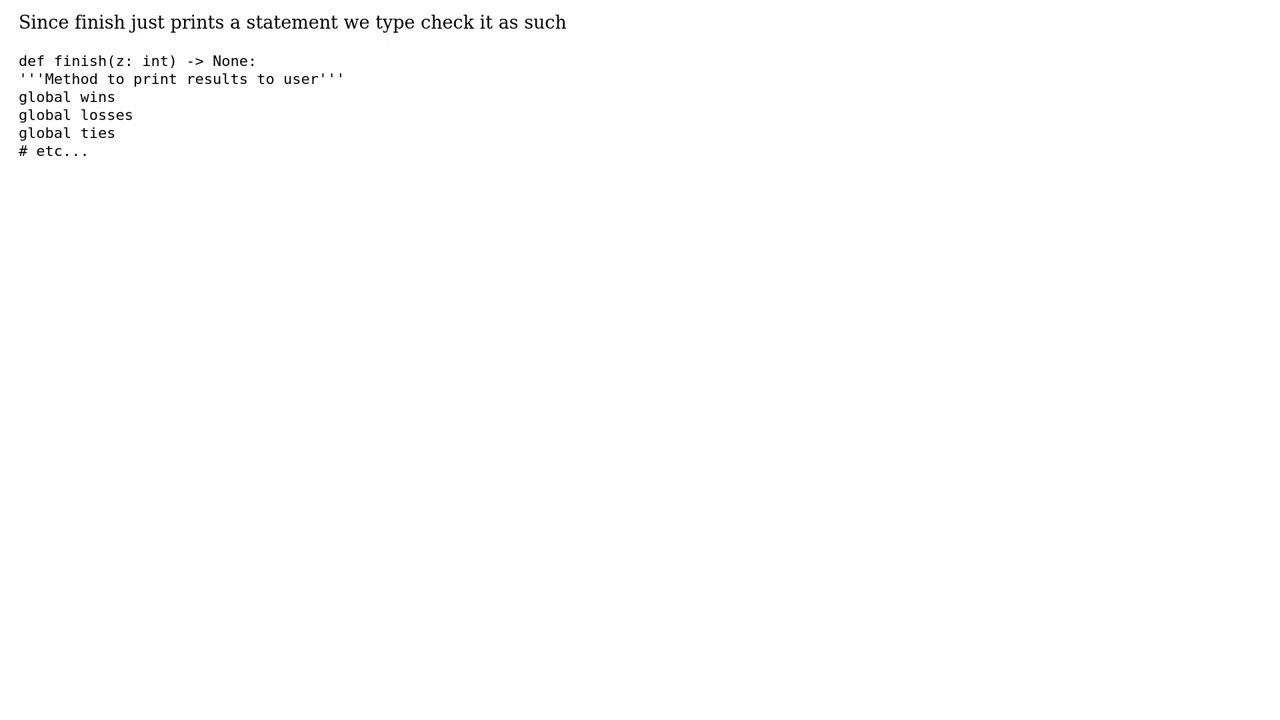 Since finish just prints a statement we type check it as such
def finish(z: int) -> None:
'''Method to print results to user'''
global wins
global losses
global ties
# etc...